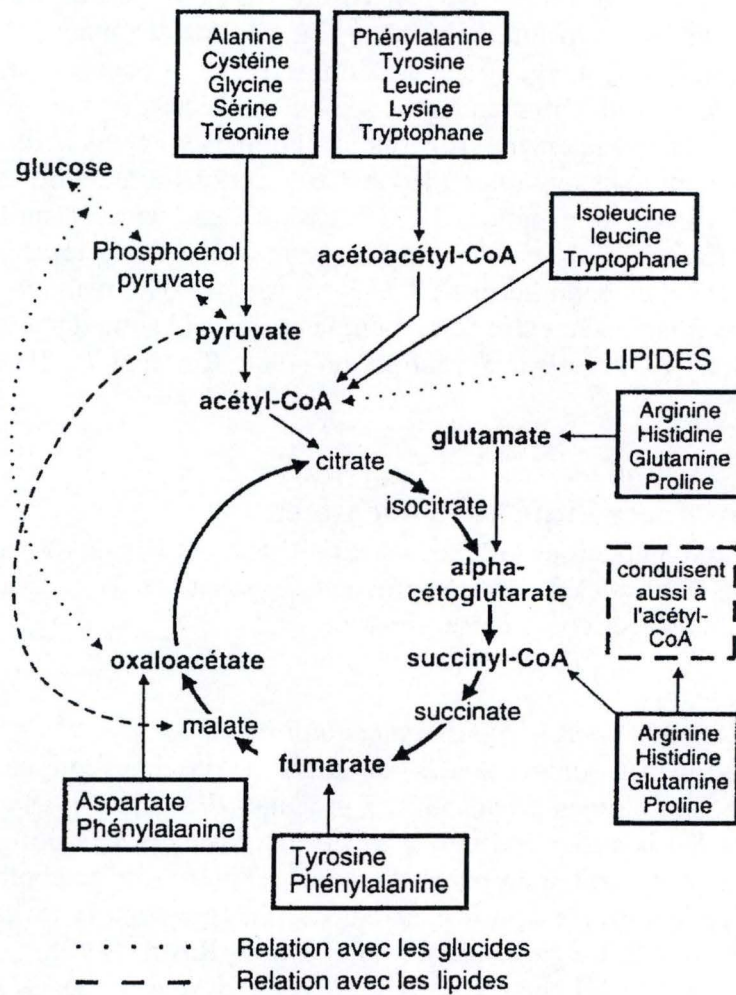 Alanine
Cystéine
Glycine
Sérine
Tréonine
Phénylalanine
Tyrosine
Leucine
Lysine
Tryptophane
glucose
Phosphoénol
pyruvate
acétoacétyl-CoA
Isoleucine
leucine
Tryptophane
pyruvate
LIPIDES
acétyl-CoA
glutamate
Arginine
Histidine
Glutamine
Proline
citrate
isocitrate
alpha-
cétoglutarate
conduisent
aussi à
l'acétyl-
CoA
oxaloacétate
succinyl-CoA
succinate
malate
fumarate
Arginine
Histidine
Glutamine
Proline
Aspartate
Phénylalanine
Tyrosine
Phénylalanine
Relation avec les glucides
Relation avec les lipides